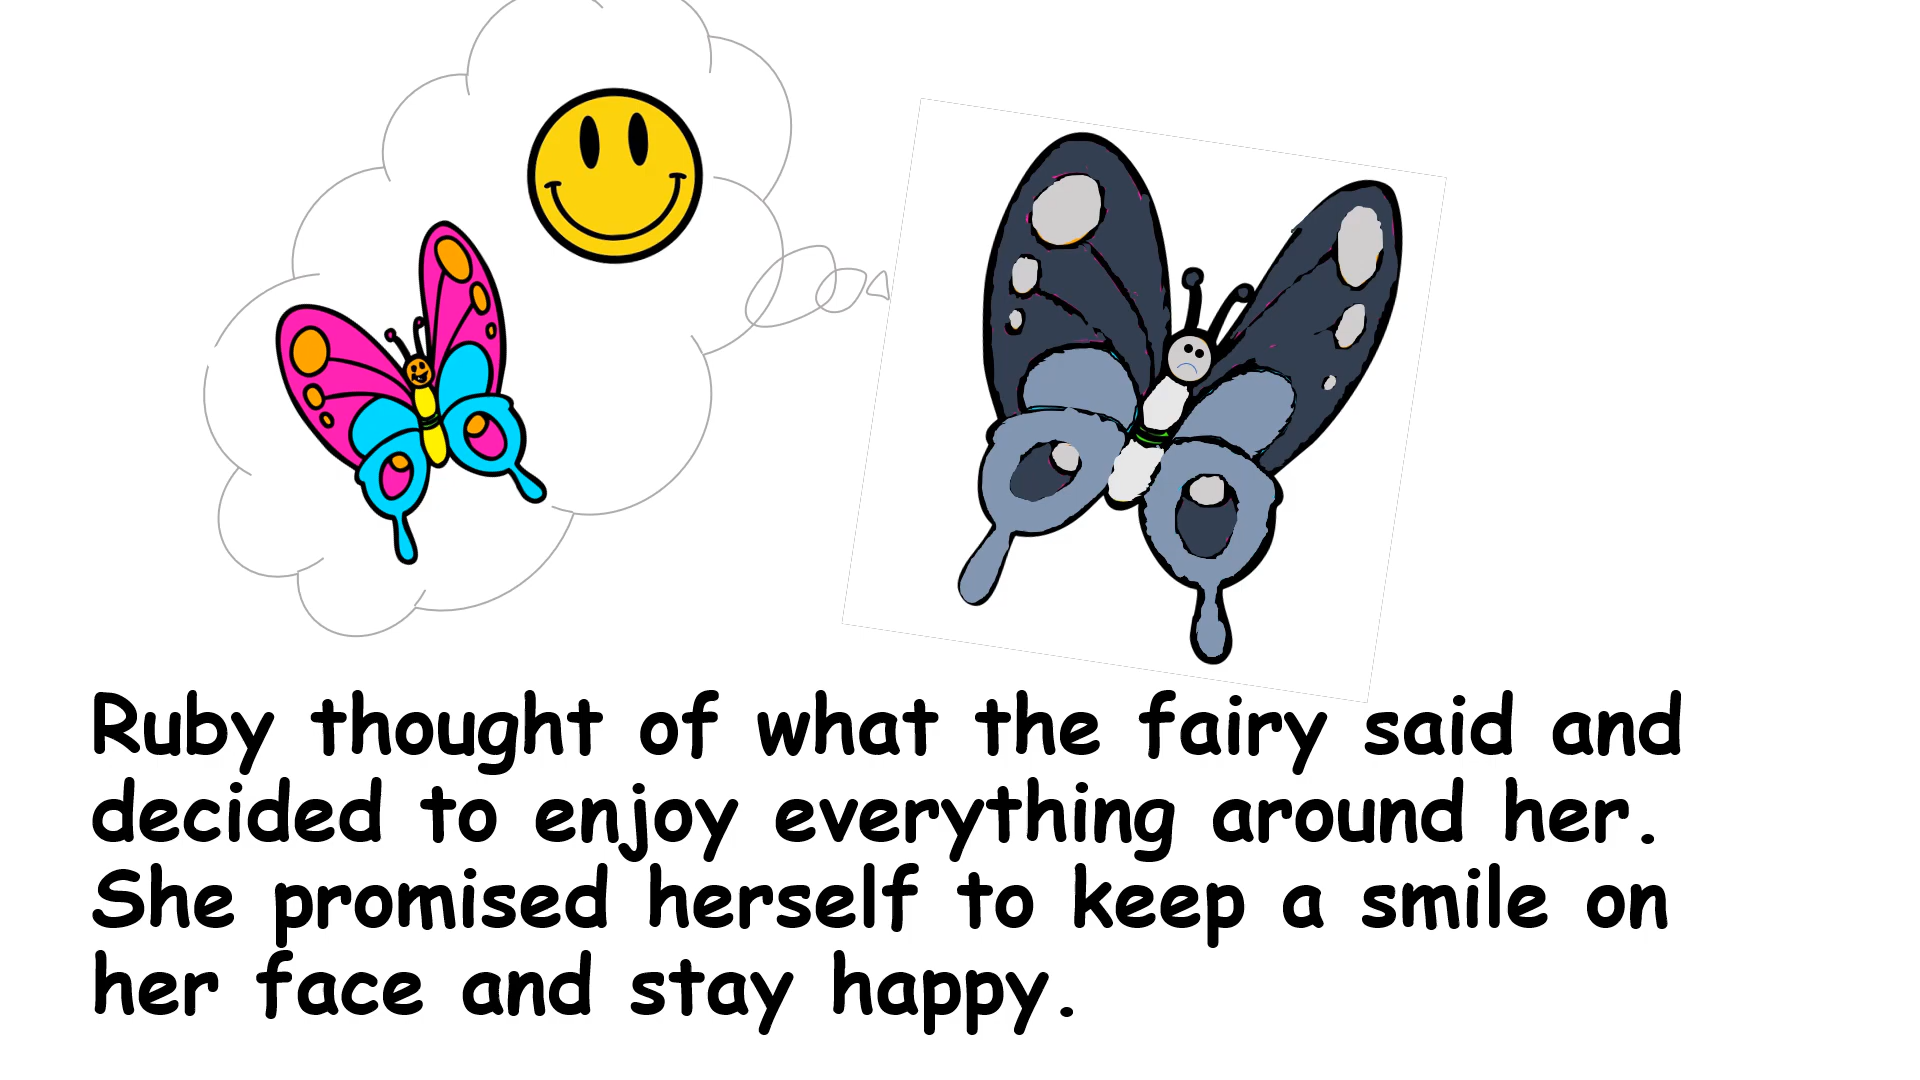 Ruby thought of what the fairy said and
decided to enjoy everything around her.
She promised herself to keep a smile on
her face and stay happy.